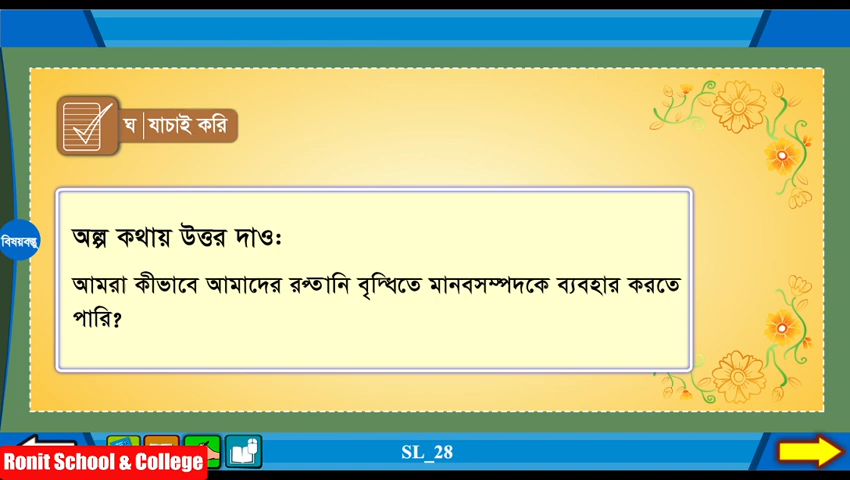 ঘ | যাচাই করি
অল্প কথায় উত্তর দাও:
বিষয়বস্তু
আমরা কীভাবে আমাদের রপ্তানি বৃদ্ধিতে মানবসম্পদকে ব্যবহার করতে
পারি?
SL_28
Ronit School & College